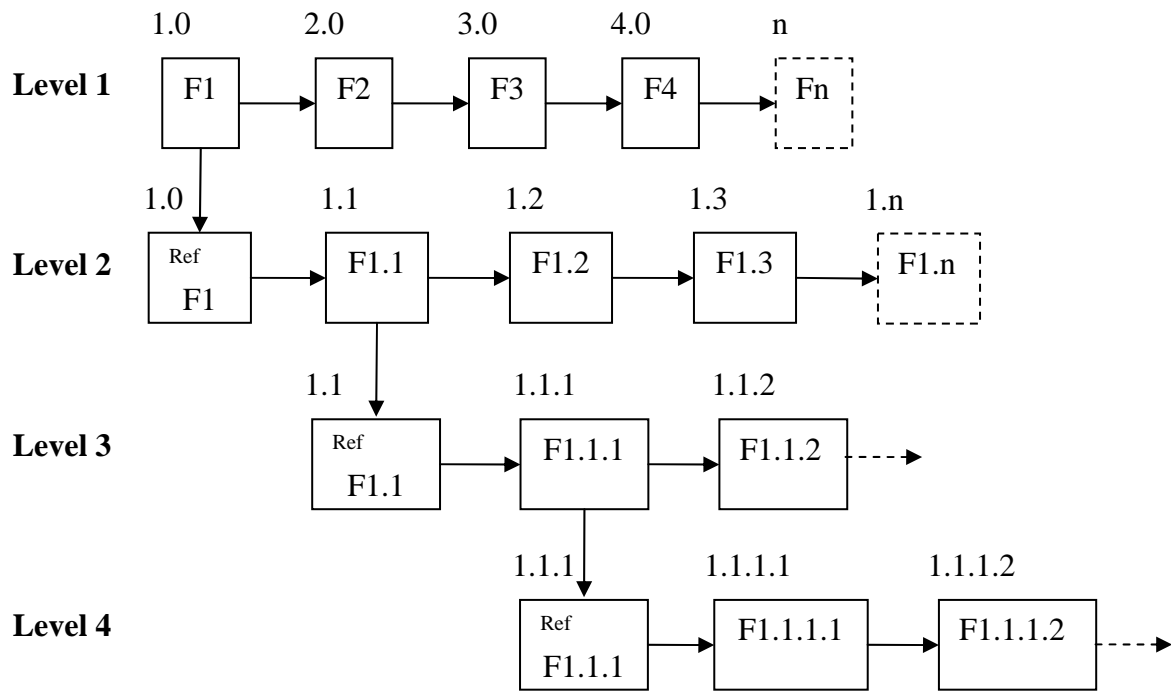 1.0 2.0 3.0 4.0 n
Level 1 F1 F2 F3 F4 Fn
1.0 1.1 1.2 1.3 1.n
Level 2 Ref F1 F1.1 F1.2 F1.3 F1.n
1.1 1.1.1 1.1.2
Level 3 Ref F1.1 F1.1.1 F1.1.2
1.1.1 1.1.1.1 1.1.1.2
Level 4 Ref F1.1.1 F1.1.1.1 F1.1.1.2